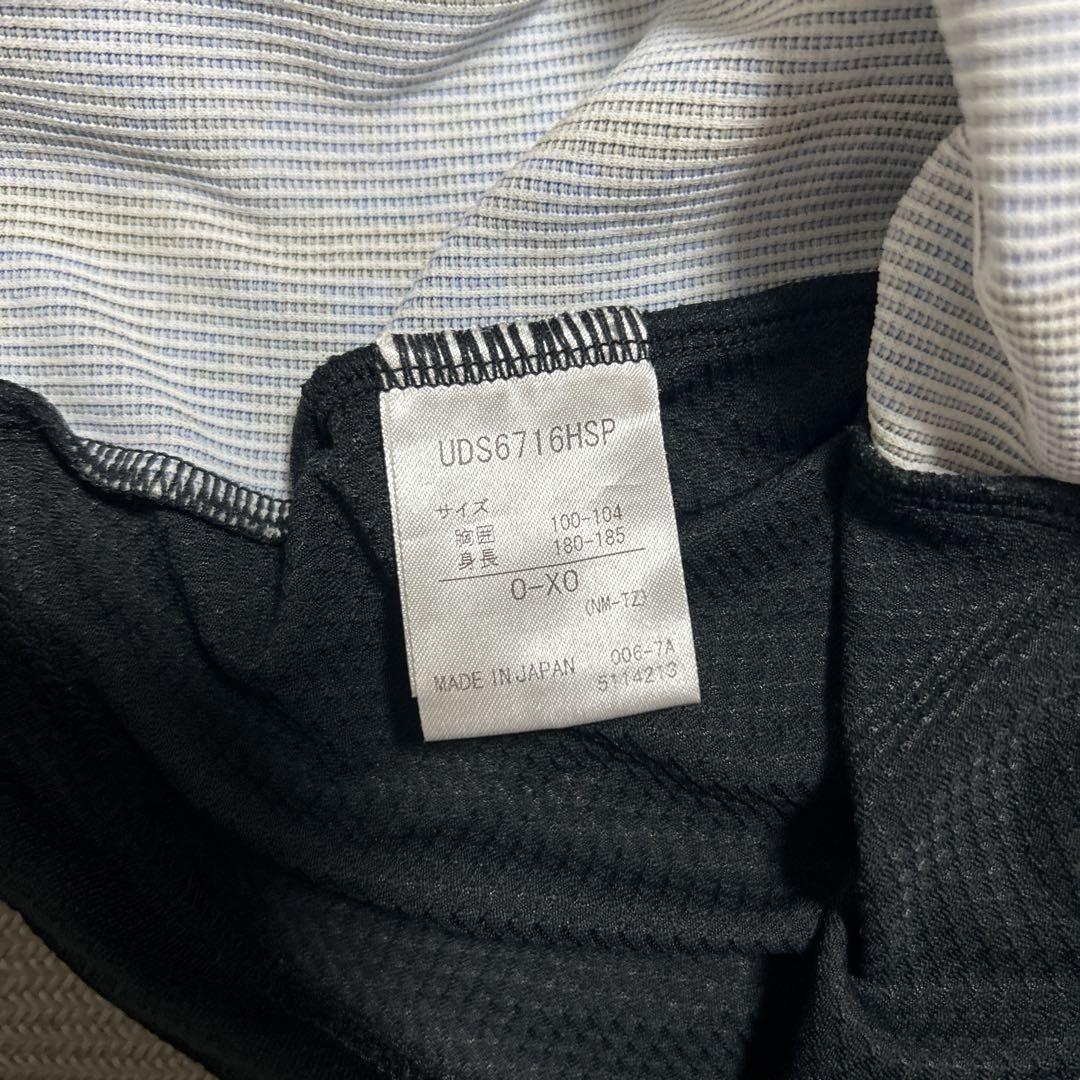 UDS6716HSP
サイズ
胸囲 100-104
身長 180-185
O-XO
(NM-TZ)
006-7A
MADE IN JAPAN 5114213